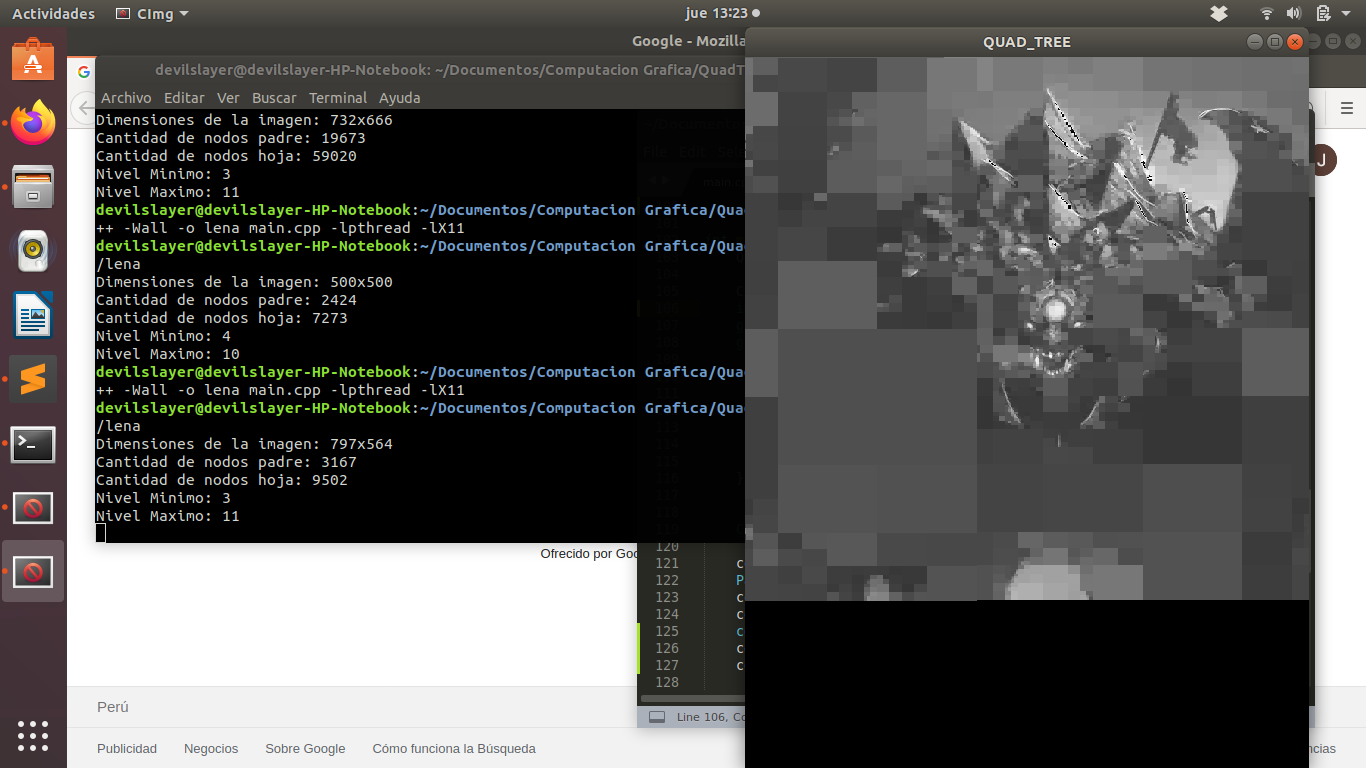 Actividades
CImg
jue 13:23
Google - Mozilla
QUAD_TREE
devilslayer@devilslayer-HP-Notebook: ~/Documentos/Computacion Grafica/QuadT
Archivo Editar Ver Buscar Terminal Ayuda
Dimensiones de la imagen: 732x666
Cantidad de nodos padre: 19673
Cantidad de nodos hoja: 59020
Nivel Minimo: 3
Nivel Maximo: 11
devilslayer@devilslayer-HP-Notebook:~/Documentos/Computacion Grafica/Quad
++ -Wall -o lena main.cpp -lpthread -lX11
devilslayer@devilslayer-HP-Notebook:~/Documentos/Computacion Grafica/Quad
/lena
Dimensiones de la imagen: 500x500
Cantidad de nodos padre: 2424
Cantidad de nodos hoja: 7273
Nivel Minimo: 4
Nivel Maximo: 10
devilslayer@devilslayer-HP-Notebook:~/Documentos/Computacion Grafica/Quad
++ -Wall -o lena main.cpp -lpthread -lX11
devilslayer@devilslayer-HP-Notebook:~/Documentos/Computacion Grafica/Quad
/lena
Dimensiones de la imagen: 797x564
Cantidad de nodos padre: 3167
Cantidad de nodos hoja: 9502
Nivel Minimo: 3
Nivel Maximo: 11
J
Ofrecido por Goo
120
121 c
122 P
123 c
124 c
125 c
126 c
127 c
128
Line 106, Co
Perú
Publicidad Negocios Sobre Google Cómo funciona la Búsqueda
ncias